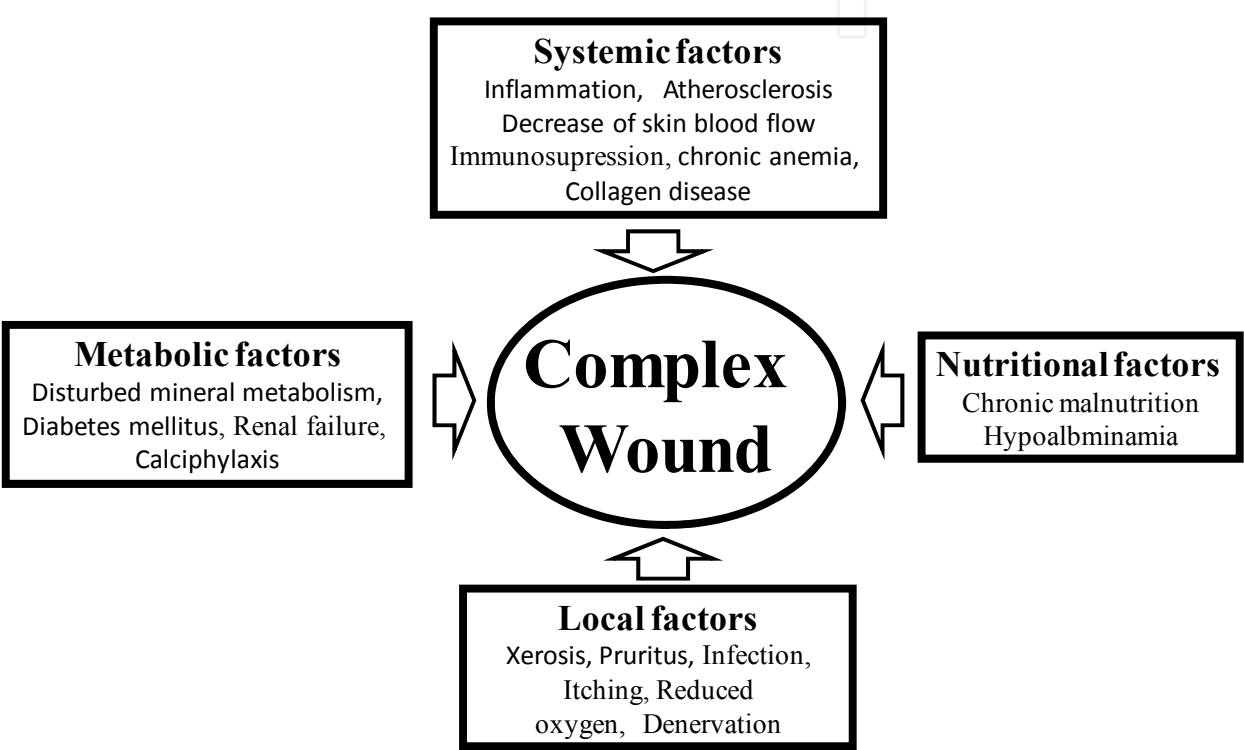 Systemic factors
Inflammation, Atherosclerosis
Decrease of skin blood flow
Immunosupression, chronic anemia,
Collagen disease
Metabolic factors
Disturbed mineral metabolism,
Diabetes mellitus, Renal failure,
Calciphylaxis
Complex
Wound
Nutritional factors
Chronic malnutrition
Hypoalbminamia
Local factors
Xerosis, Pruritus, Infection,
Itching, Reduced
oxygen, Denervation